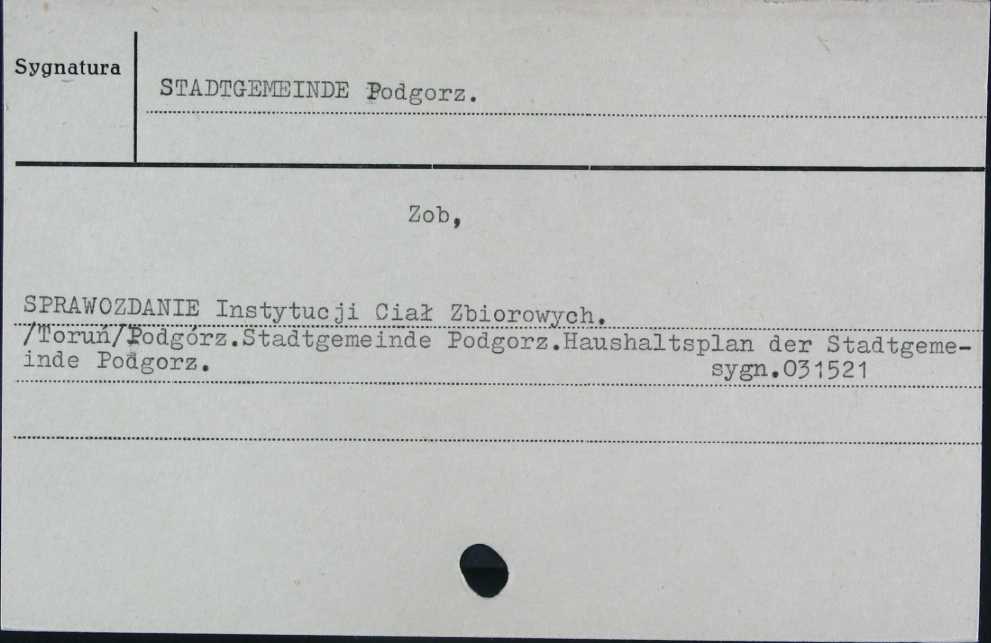 Sygnatura
STADTGEMEINDE Podgorz.
Zob,
SPRAWOZDANIE Instytucji Ciał Zbiorowych.
/Toruń/Podgórz.Stadtgemeinde Podgorz.Haushaltsplan der Stadtgeme-
inde Podgorz. sygn.031521